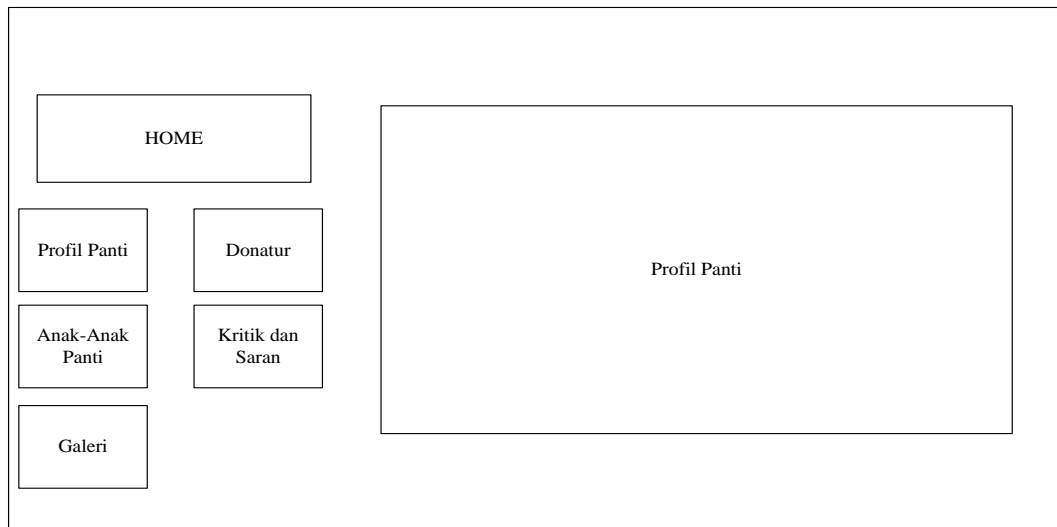 HOME
Profil Panti
Donatur
Anak-Anak
Panti
Kritik dan
Saran
Galeri
Profil Panti